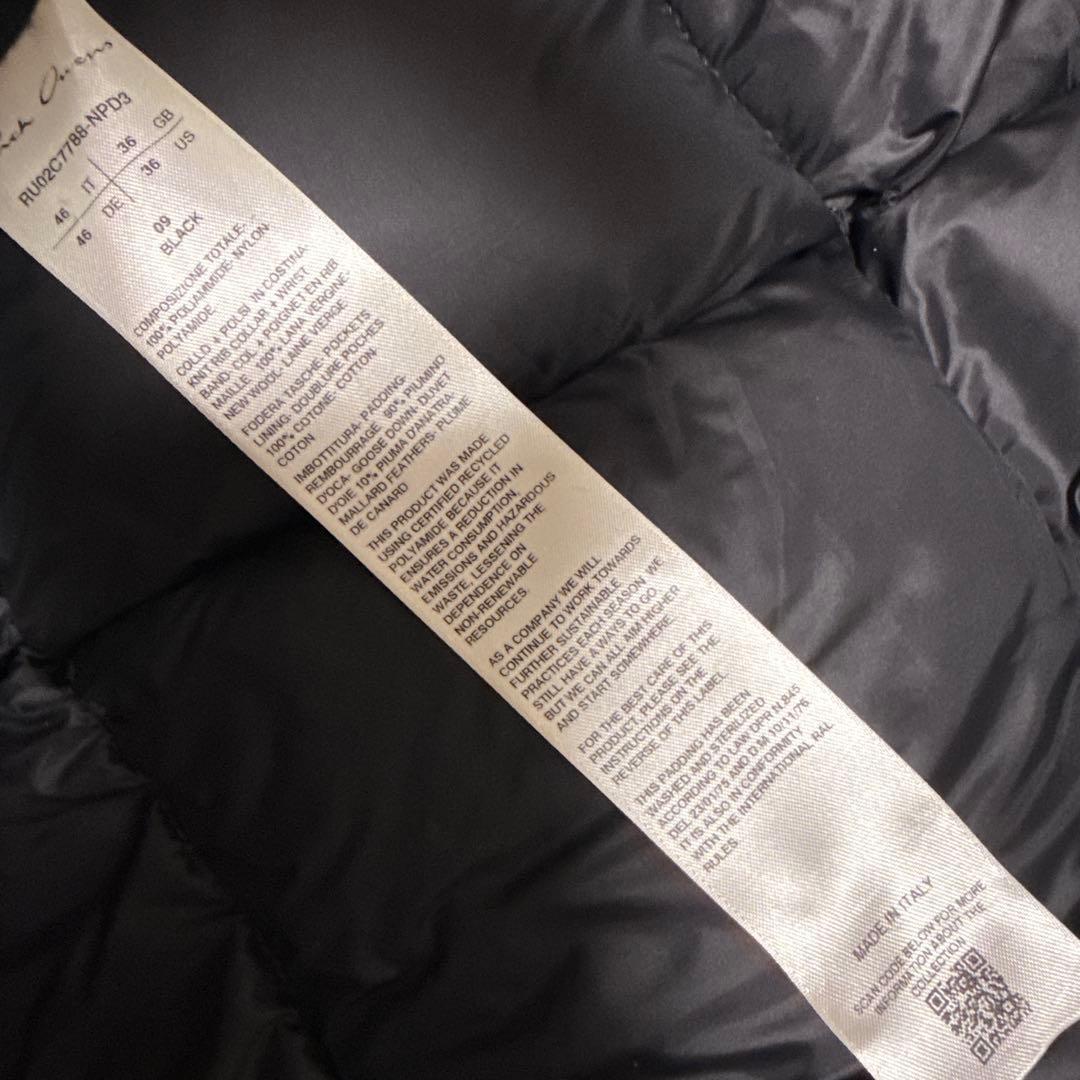 Owens
RU02C7788-NPD3
46 IT 36 GB
46 DE 36 US
09
BLACK
COMPOSIZIONE TOTALE-
100% POLIAMMIDE- NYLON-
POLYAMIDE
COLLO- + POLSI IN COSTINA-
KNIT RIB COLLAR + WRIST
BAND- COL + POIGNET EN RIB
MAILLE 100% LANA VERGINE-
NEW WOOL- LAINE VIERGE
FODERA TASCHE- POCKETS
LINING- DOUBLURE POCHES
100% COTONE- COTTON-
COTON
IMBOTTITURA- PADDING-
REMBOURRAGE 90% PIUMINO
D'OCA- GOOSE DOWN- DUVET
D'OIE 10% PIUMA D'ANATRA-
MALLARD FEATHERS- PLUME
DE CANARD
THIS PRODUCT WAS MADE
USING CERTIFIED RECYCLED
POLYAMIDE BECAUSE IT
ENSURES A REDUCTION IN
WATER CONSUMPTION,
EMISSIONS AND HAZARDOUS
WASTE, LESSENING THE
DEPENDENCE ON
NON-RENEWABLE
RESOURCES.
AS A COMPANY WE WILL
CONTINUE TO WORK TOWARDS
FURTHER SUSTAINABLE
PRACTICES EACH SEASON. WE
STILL HAVE A WAYS TO GO -
BUT WE CAN ALL AIM HIGHER
AND START SOMEWHERE.
FOR THE BEST CARE OF THIS
PRODUCT, PLEASE SEE THE
INSTRUCTIONS ON THE
REVERSE OF THIS LABEL.
THIS PADDING HAS BEEN
WASHED AND STERILIZED
ACCORDING TO LAW DPR N.845
DEL 23/01/75 AND D.M 10/11/76
IT IS ALSO IN CONFORMITY
WITH THE INTERNATIONAL RAL
RULES
MADE IN ITALY
SCAN CODE BELOW FOR MORE
INFORMATION ABOUT THE
COLLECTION